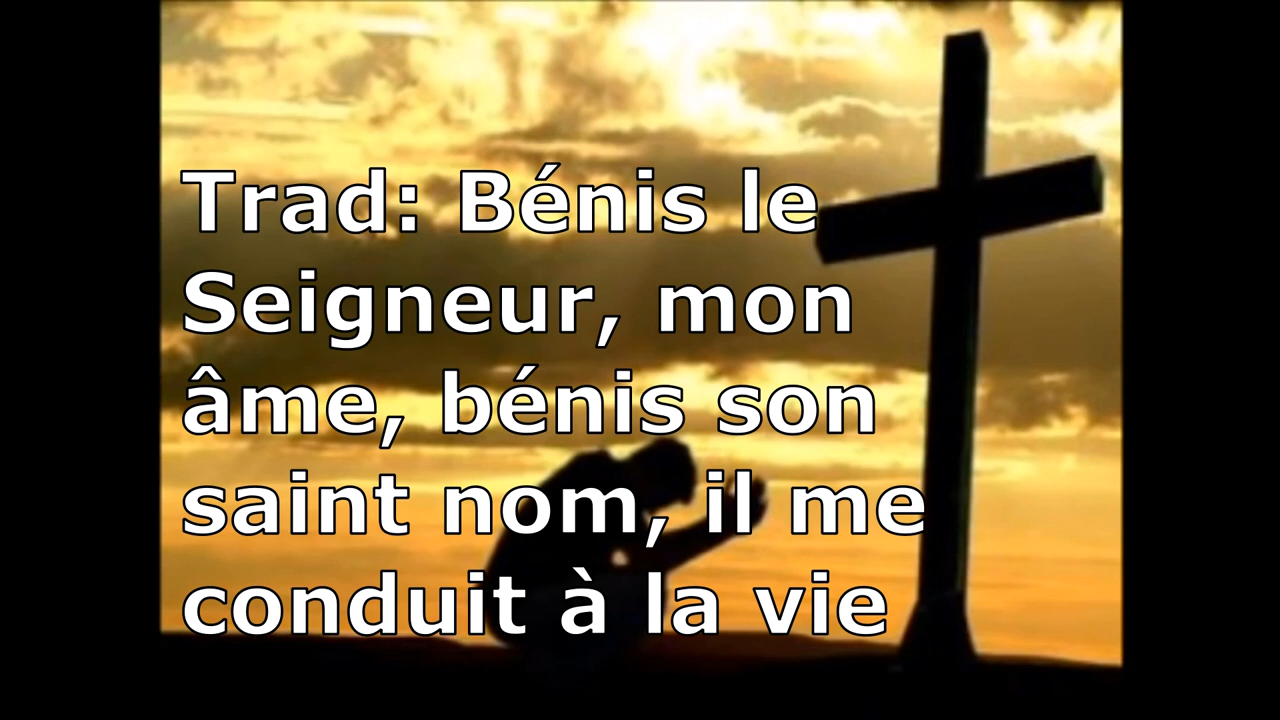 Trad: Bénis le
Seigneur, mon
âme, bénis son
saint nom, il me
conduit à la vie